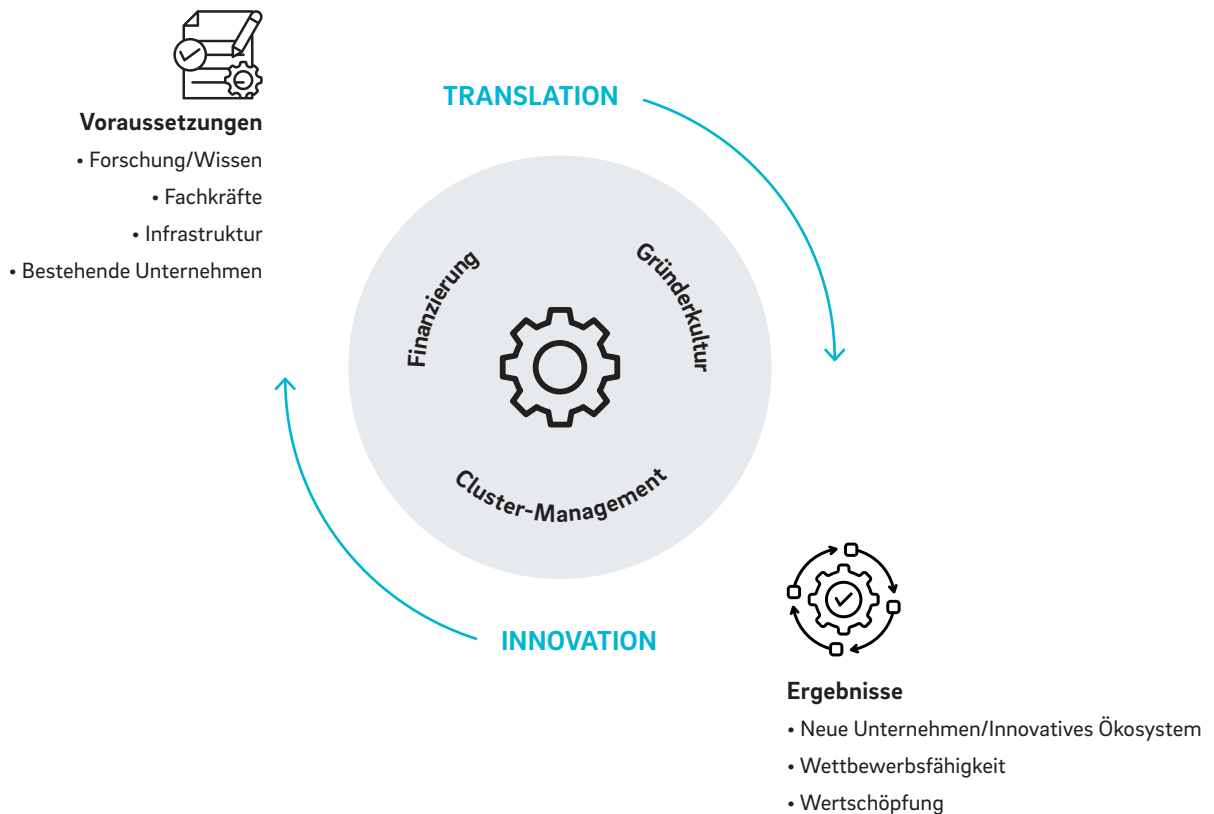 Voraussetzungen
• Forschung/Wissen
• Fachkräfte
• Infrastruktur
• Bestehende Unternehmen
TRANSLATION
Finanzierung
Gründerkultur
Cluster-Management
INNOVATION
Ergebnisse
• Neue Unternehmen/Innovatives Ökosystem
• Wettbewerbsfähigkeit
• Wertschöpfung